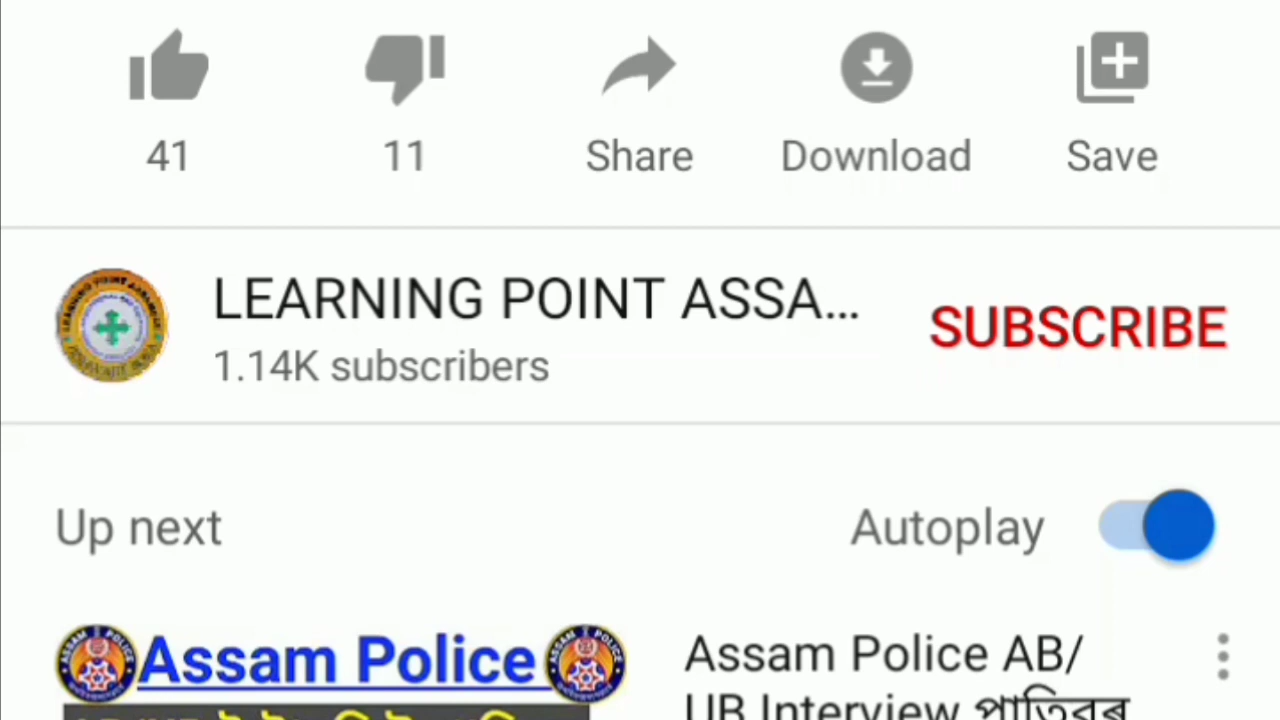 41
11
Share
Download
Save
LEARNING POINT ASSA...
1.14K subscribers
SUBSCRIBE
Up next
Autoplay
Assam Police
Assam Police AB/
UB Interview পাতিবৰ